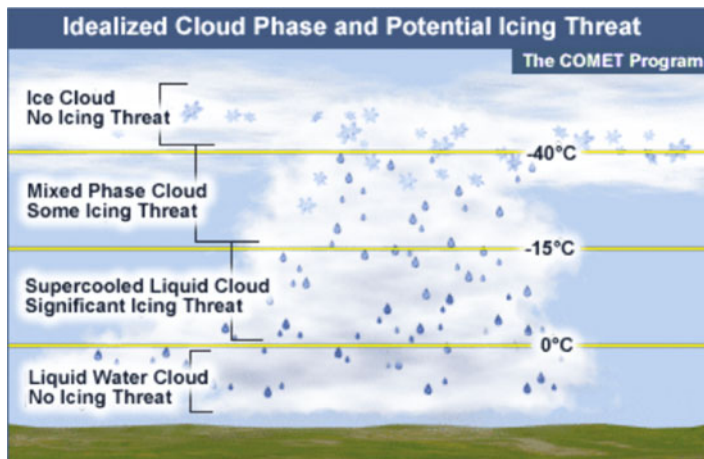 Idealized Cloud Phase and Potential Icing Threat
The COMET Program
Ice Cloud
No Icing Threat
-40°C
Mixed Phase Cloud
Some Icing Threat
-15°C
Supercooled Liquid Cloud
Significant Icing Threat
0°C
Liquid Water Cloud
No Icing Threat